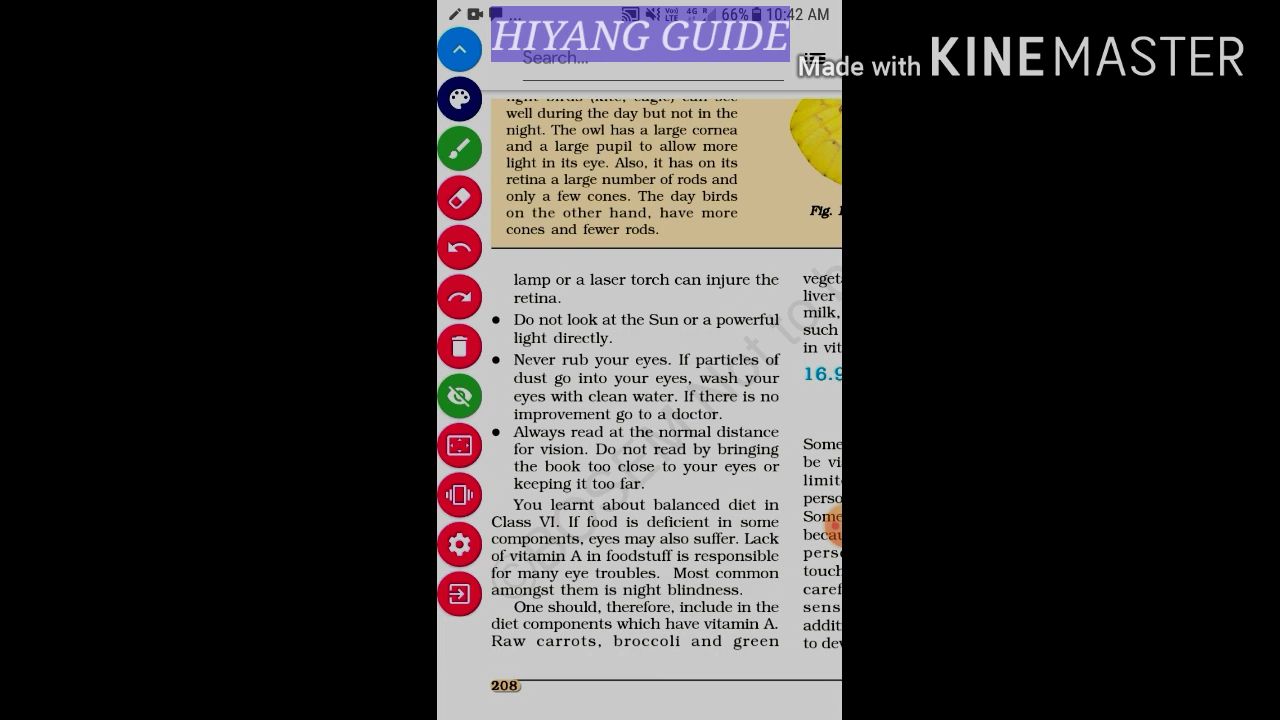 66% 10:42 AM
HIYANG GUIDE
Search...
Made with KINEMASTER
light birds (kite, eagle) can see
well during the day but not in the
night. The owl has a large cornea
and a large pupil to allow more
light in its eye. Also, it has on its
retina a large number of rods and
only a few cones. The day birds
on the other hand, have more
cones and fewer rods.
Fig.
lamp or a laser torch can injure the
retina.
● Do not look at the Sun or a powerful
light directly.
● Never rub your eyes. If particles of
dust go into your eyes, wash your
eyes with clean water. If there is no
improvement go to a doctor.
● Always read at the normal distance
for vision. Do not read by bringing
the book too close to your eyes or
keeping it too far.
You learnt about balanced diet in
Class VI. If food is deficient in some
components, eyes may also suffer. Lack
of vitamin A in foodstuff is responsible
for many eye troubles. Most common
amongst them is night blindness.
One should, therefore, include in the
diet components which have vitamin A.
Raw carrots, broccoli and green
208
veget
liver
milk,
such
in vit
16.9
Some
be vi
limit
perso
Some
becau
pers
touch
caref
sens
addit
to dev